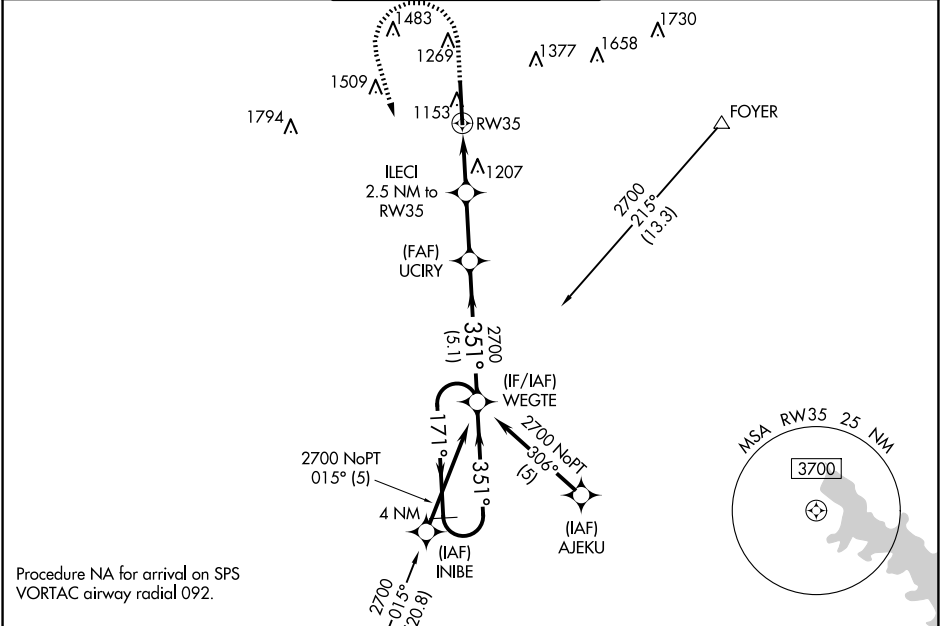 1483
1730
1269
1377
1658
1509
1153
1794
RW35
FOYER
1207
ILECI
2.5 NM to
RW35
2700
215°
(13.3)
(FAF)
UCIRY
2700
351°
(5.1)
(IF/IAF)
WEGTE
171°
351°
2700 NoPT
306°
(5)
2700 NoPT
015° (5)
4 NM
(IAF)
INIBE
(IAF)
AJEKU
2700
015°
20.8)
MSA RW35 25 NM
3700
Procedure NA for arrival on SPS
VORTAC airway radial 092.